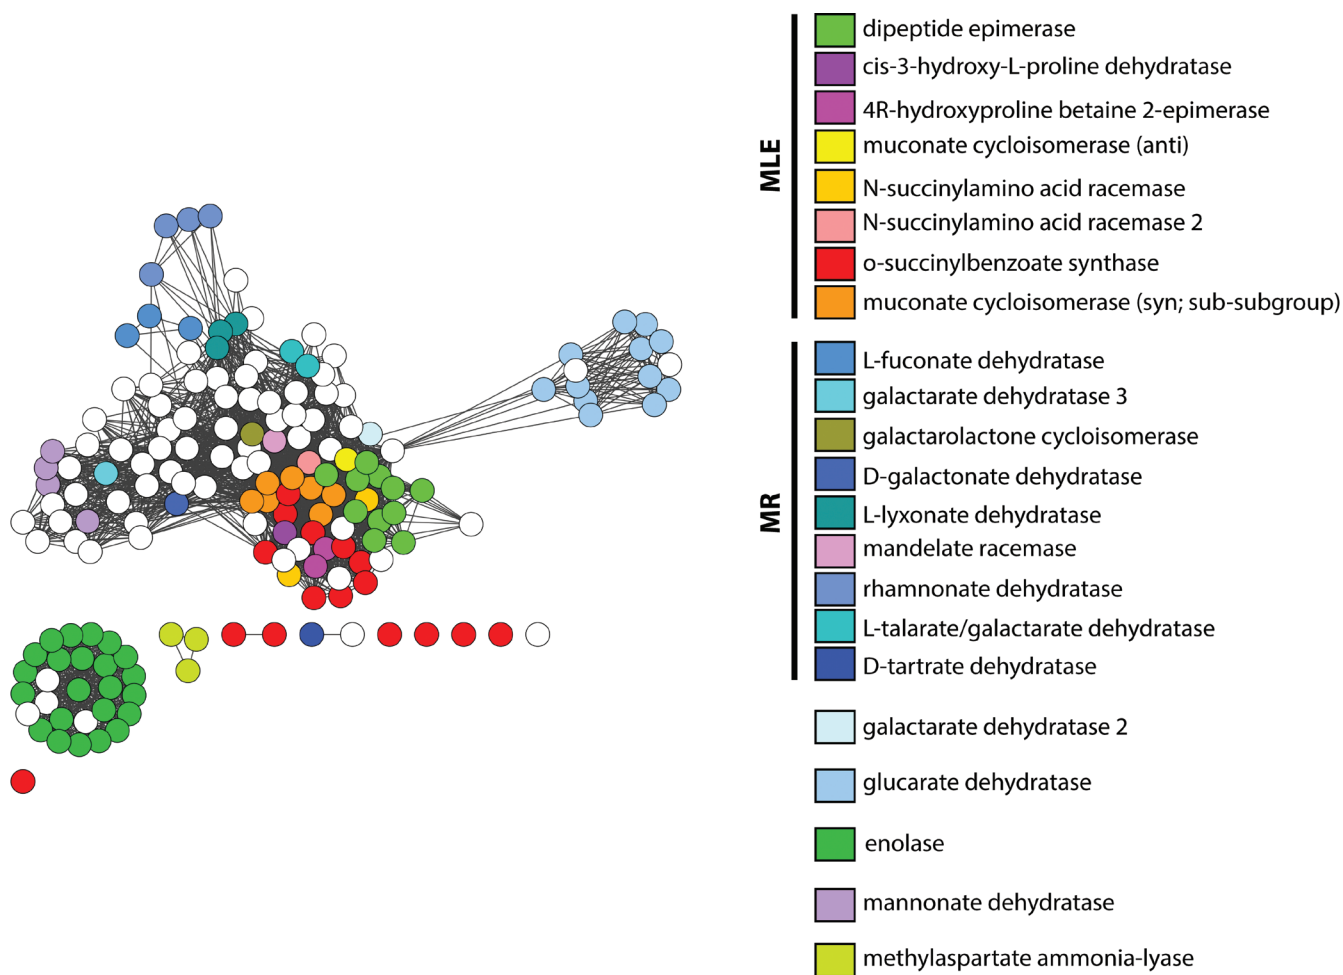 MLE
dipeptide epimerase
cis-3-hydroxy-L-proline dehydratase
4R-hydroxyproline betaine 2-epimerase
muconate cycloisomerase (anti)
N-succinylamino acid racemase
N-succinylamino acid racemase 2
o-succinylbenzoate synthase
muconate cycloisomerase (syn; sub-subgroup)
MR
L-fuconate dehydratase
galactarate dehydratase 3
galactarolactone cycloisomerase
D-galactonate dehydratase
L-lyxonate dehydratase
mandelate racemase
rhamnonate dehydratase
L-talarate/galactarate dehydratase
D-tartrate dehydratase
galactarate dehydratase 2
glucarate dehydratase
enolase
mannonate dehydratase
methylaspartate ammonia-lyase